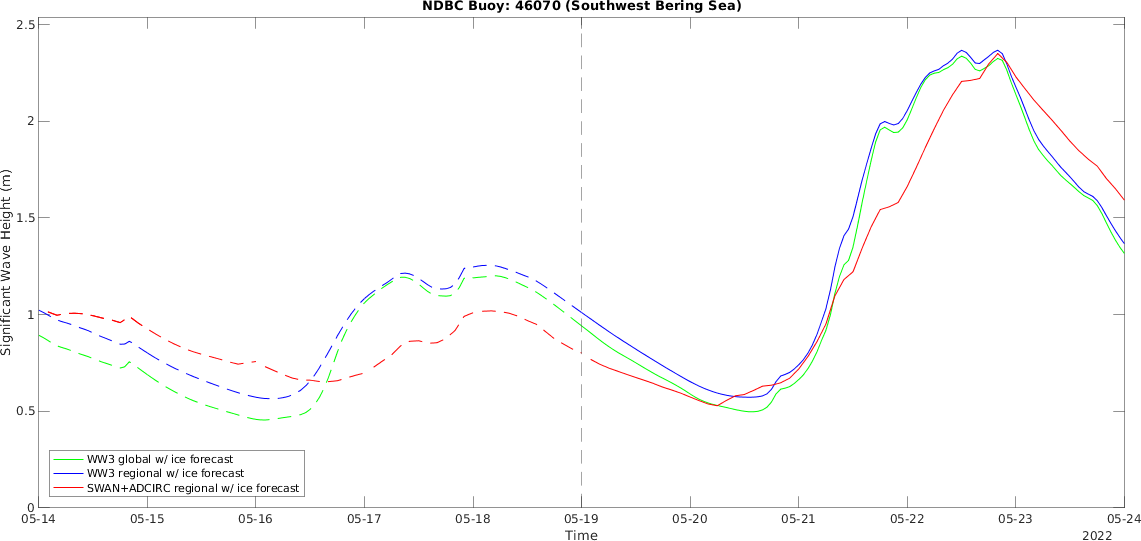 NDBC Buoy: 46070 (Southwest Bering Sea)
Significant Wave Height (m)
2.5
2
1.5
1
0.5
0
WW3 global w/ ice forecast
WW3 regional w/ ice forecast
SWAN+ADCIRC regional w/ ice forecast
05-14 05-15 05-16 05-17 05-18 05-19 05-20 05-21 05-22 05-23 05-24
Time
2022